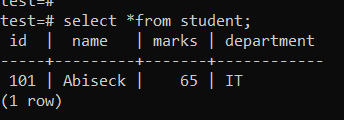 test=#
test=# select *from student;
 id  |  name   | marks | department
-----+---------+-------+------------
 101 | Abiseck |    65 | IT
(1 row)